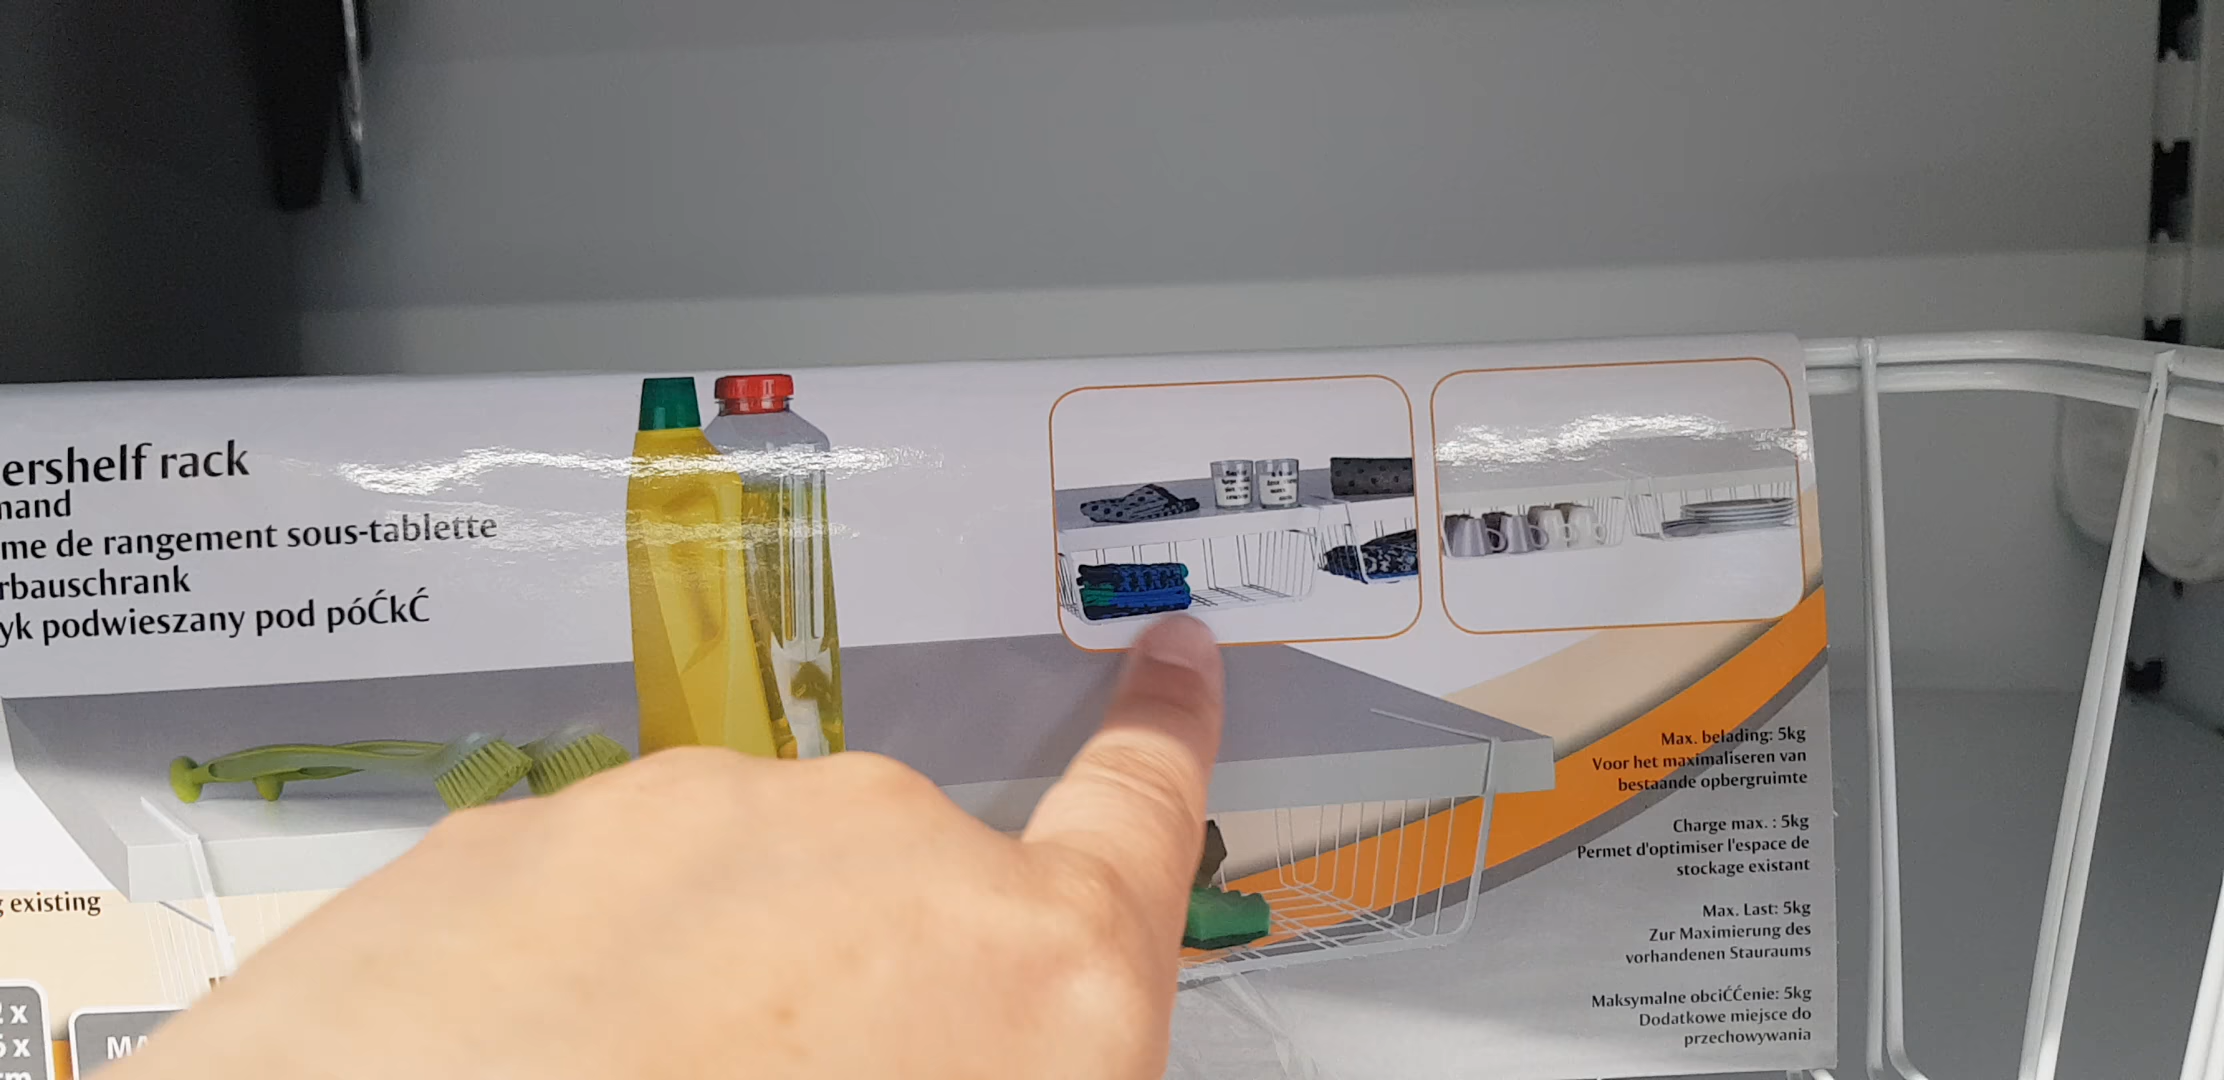 ershelf rack
nand
me de rangement sous-tablette
rbauschrank
yk podwieszany pod póĆkĆ
existing
x
x
MA
Max. belading: 5kg
Voor het maximaliseren van
bestaande opbergruimte
Charge max. : 5kg
Permet d'optimiser l'espace de
stockage existant
Max. Last: 5kg
Zur Maximierung des
vorhandenen Stauraums
Maksymalne obciĆĆenie: 5kg
Dodatkowe miejsce do
przechowywania